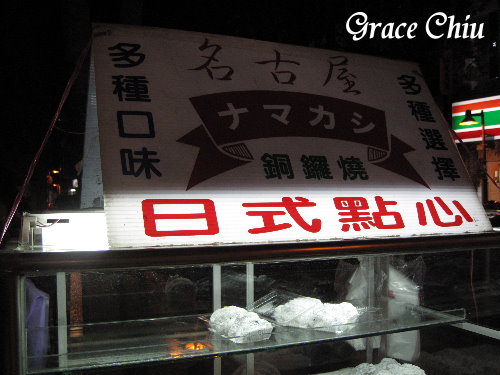 Grace Chiu
名古屋
多種口味
ナマカシ
多種選擇
銅鑼燒
日式點心